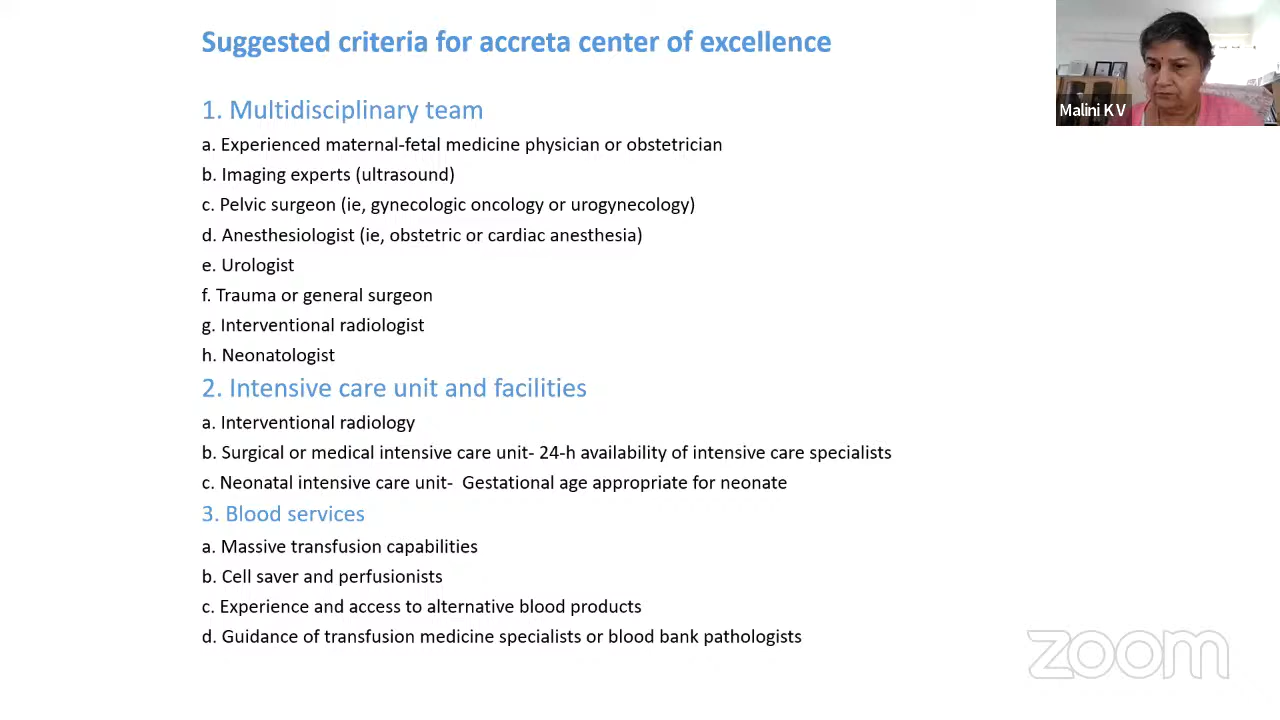 Suggested criteria for accreta center of excellence
1. Multidisciplinary team
a. Experienced maternal-fetal medicine physician or obstetrician
b. Imaging experts (ultrasound)
c. Pelvic surgeon (ie, gynecologic oncology or urogynecology)
d. Anesthesiologist (ie, obstetric or cardiac anesthesia)
e. Urologist
f. Trauma or general surgeon
g. Interventional radiologist
h. Neonatologist
2. Intensive care unit and facilities
a. Interventional radiology
b. Surgical or medical intensive care unit- 24-h availability of intensive care specialists
c. Neonatal intensive care unit-  Gestational age appropriate for neonate
3. Blood services
a. Massive transfusion capabilities
b. Cell saver and perfusionists
c. Experience and access to alternative blood products
d. Guidance of transfusion medicine specialists or blood bank pathologists
Malini K V
zoom